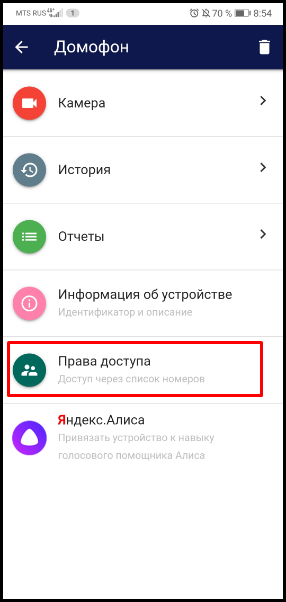 MTS RUS 4G+ 1 70 % 8:54
Домофон
Камера
История
Отчеты
Информация об устройстве
Идентификатор и описание
Права доступа
Доступ через список номеров
Яндекс.Алиса
Привязать устройство к навыку
голосового помощника Алиса